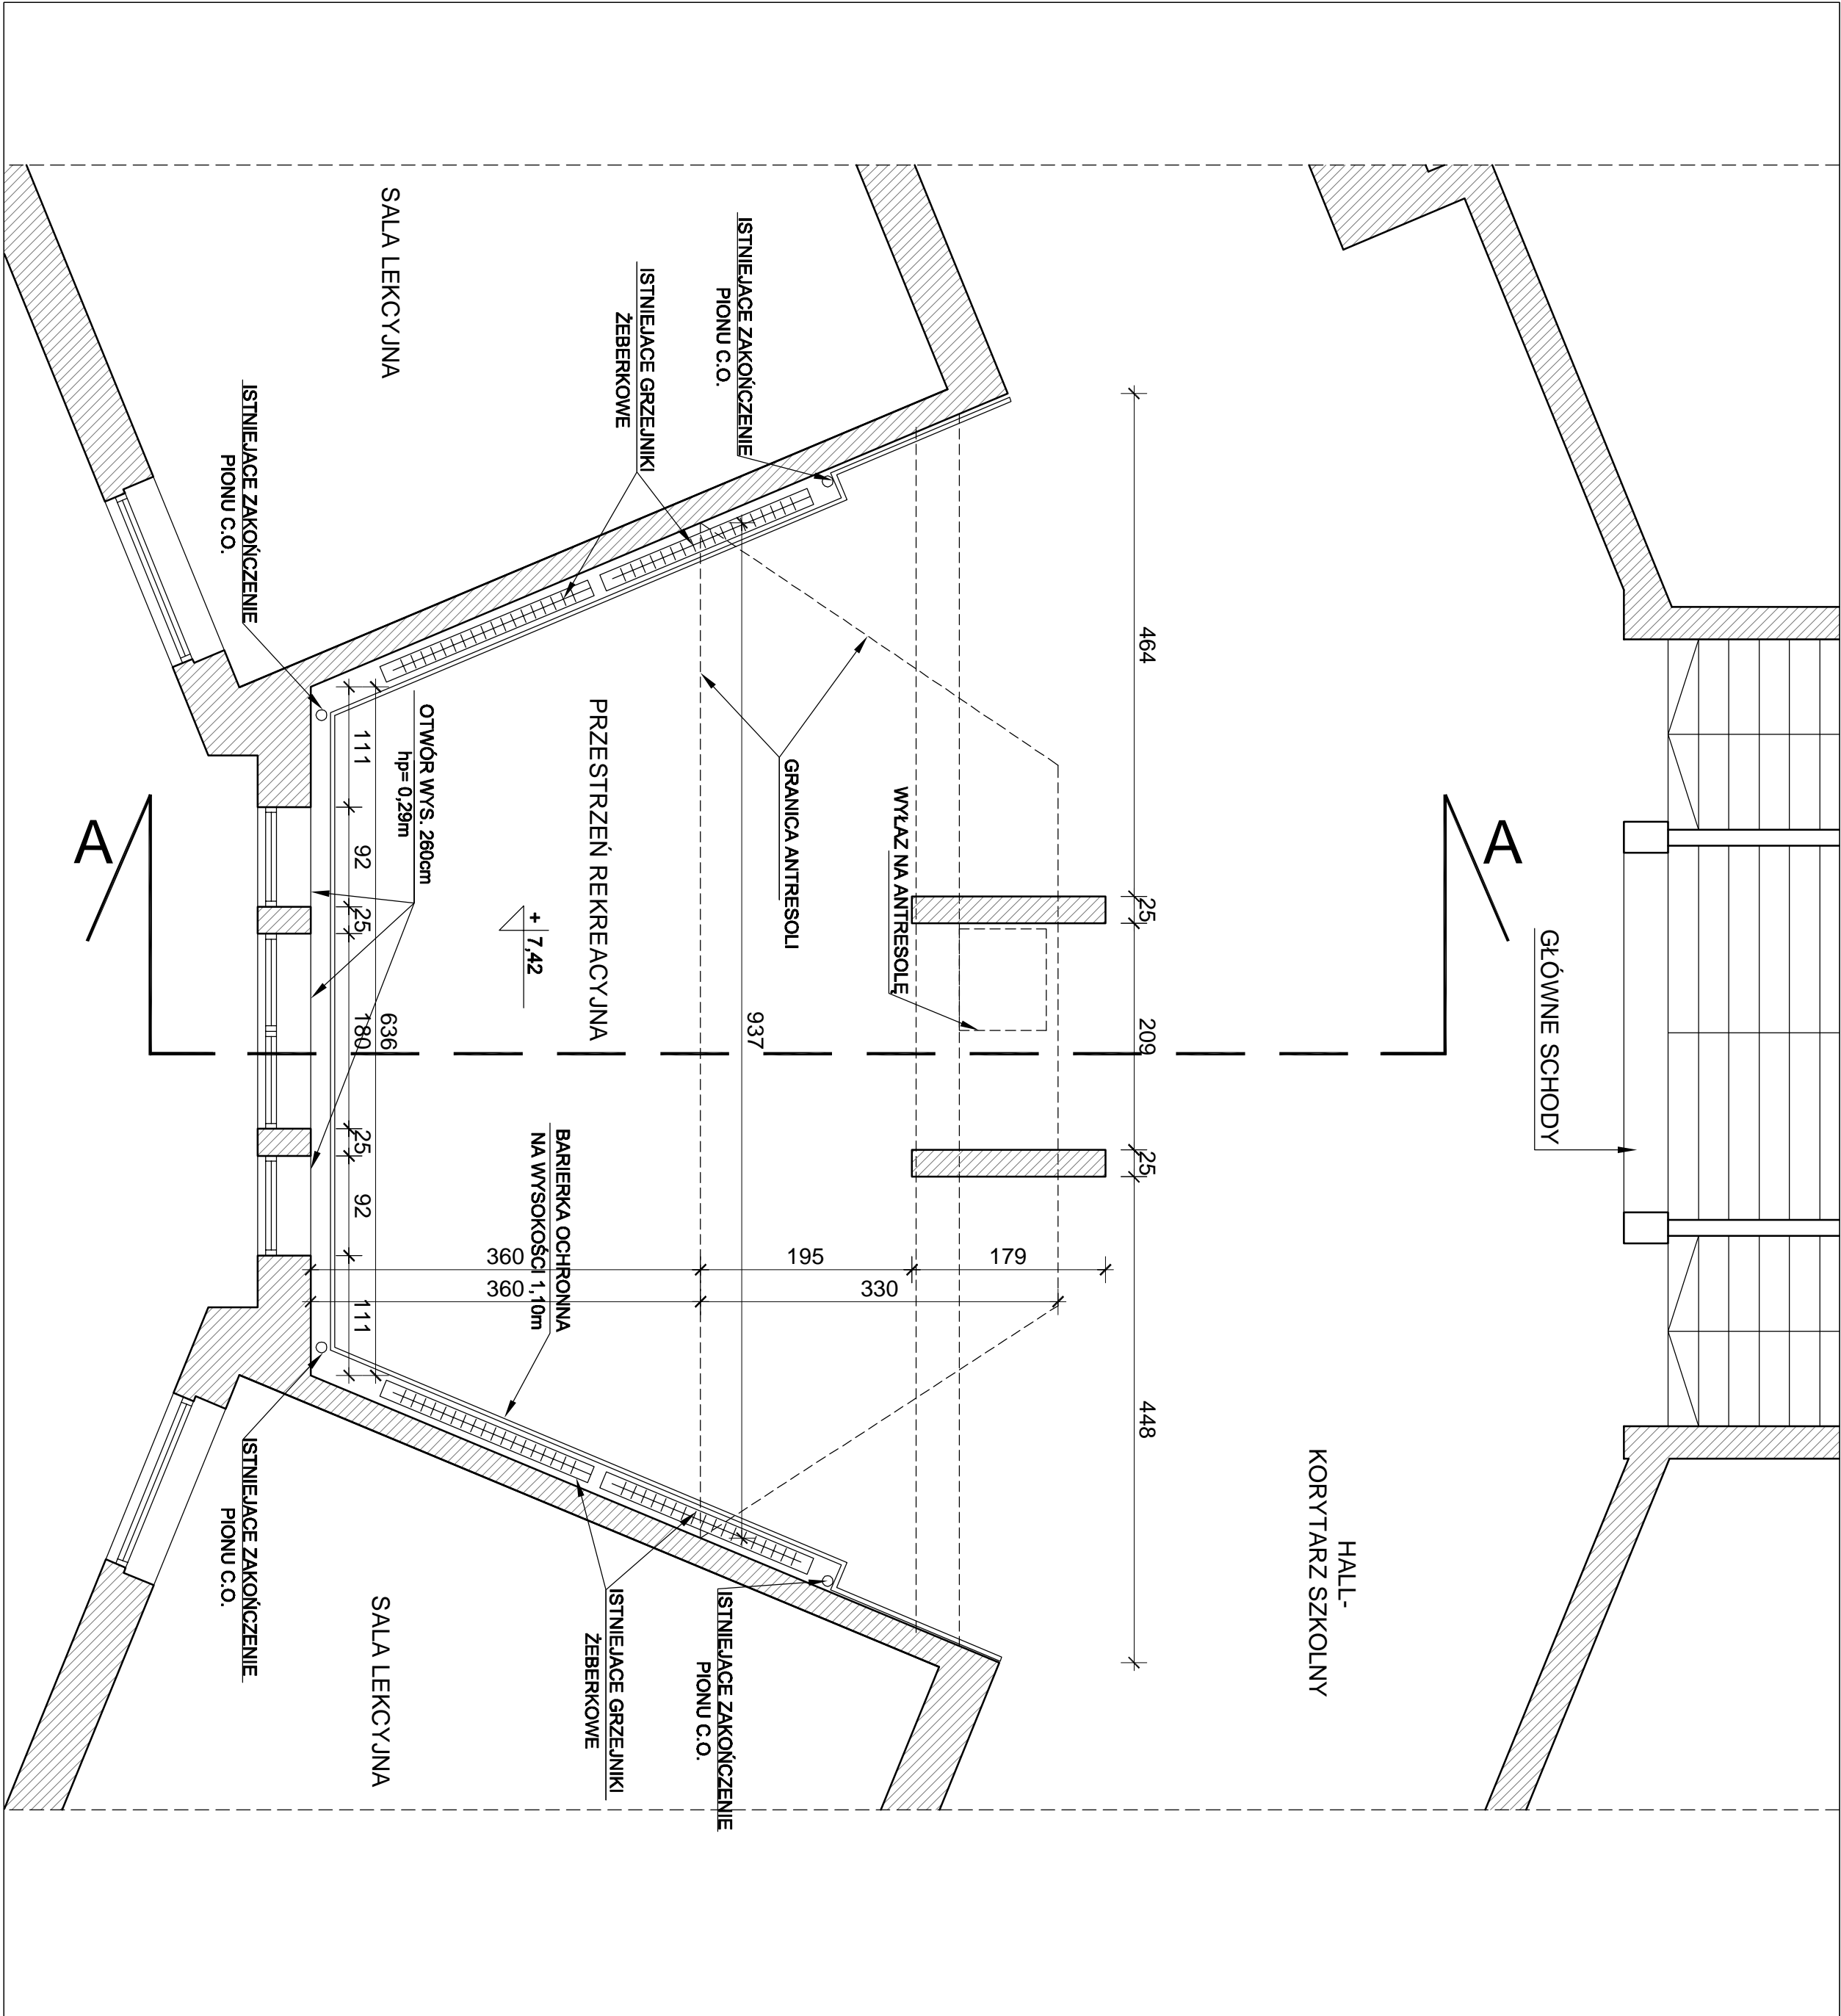 HALL-
KORYTARZ SZKOLNY
GŁÓWNE SCHODY
A
A
464
25
209
25
448
WYŁAZ NA ANTRESOLĘ
GRANICA ANTRESOLI
937
179
195
330
360
360
ISTNIEJACE ZAKOŃCZENIE
PIONU C.O.
ISTNIEJACE GRZEJNIKI
ŻEBERKOWE
ISTNIEJACE ZAKOŃCZENIE
PIONU C.O.
ISTNIEJACE GRZEJNIKI
ŻEBERKOWE
PRZESTRZEŃ REKREACYJNA
+
7,42
BARIERKA OCHRONNA
NA WYSOKOŚCI 1,10m
OTWÓR WYS. 260cm
hp= 0,29m
SALA LEKCYJNA
SALA LEKCYJNA
636
111
92
25
180
25
92
111
ISTNIEJACE ZAKOŃCZENIE
PIONU C.O.
ISTNIEJACE ZAKOŃCZENIE
PIONU C.O.